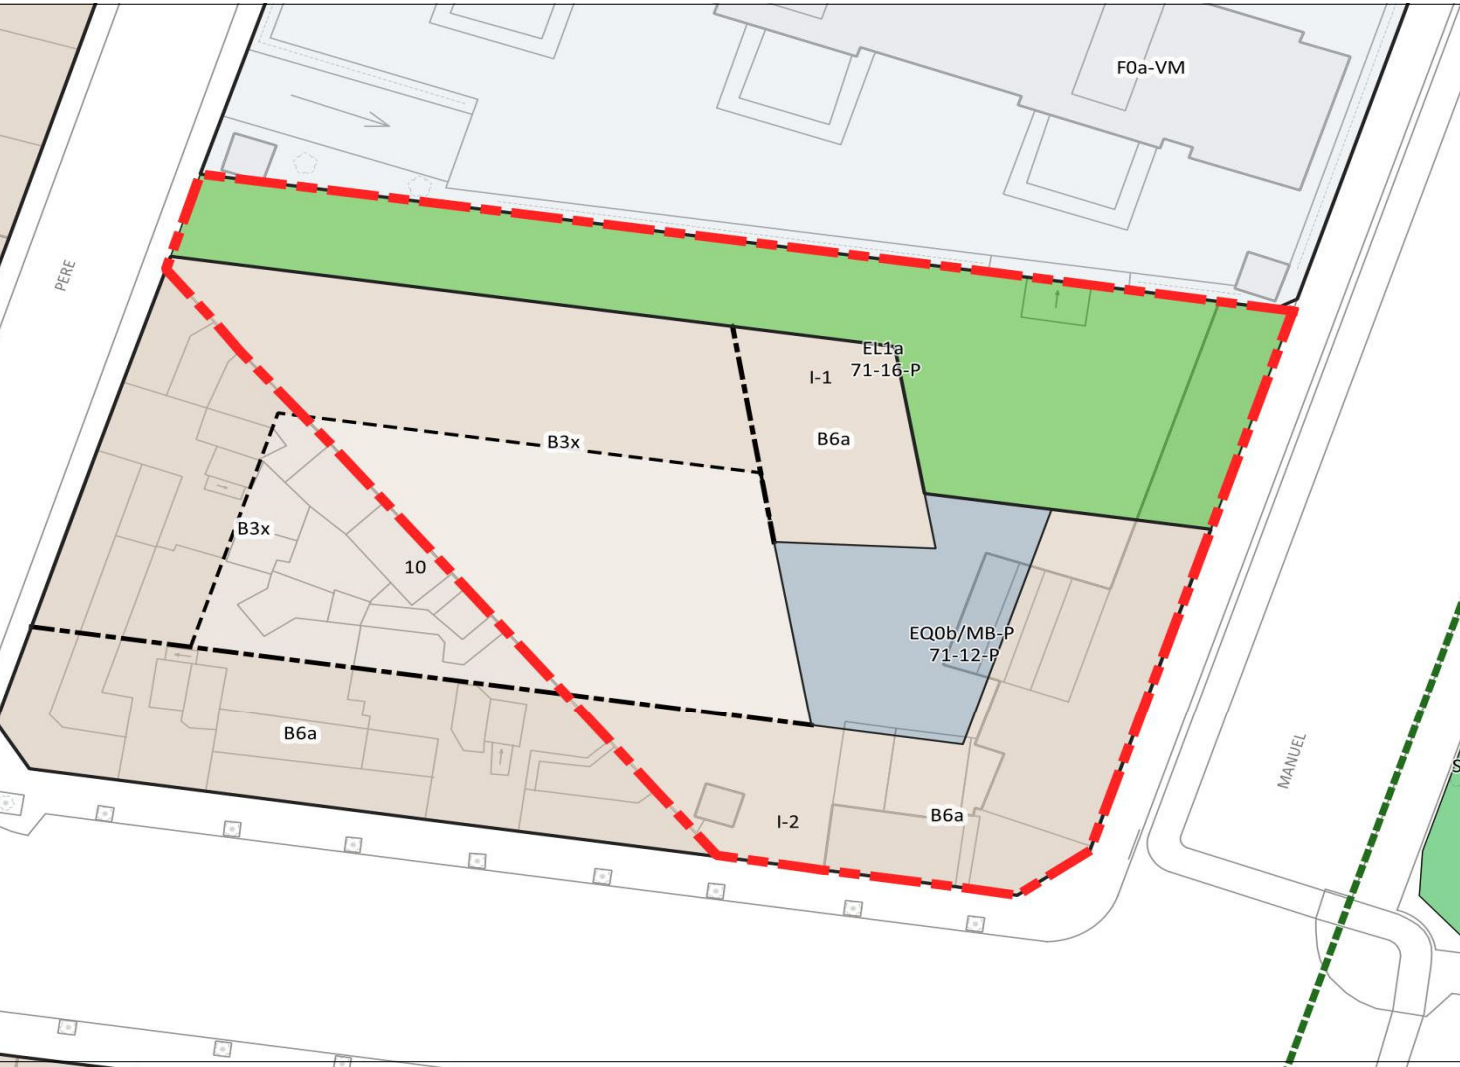 F0a-VM
PERE
EL1a
71-16-P
I-1
B6a
B3x
B3x
10
EQ0b/MB-P
71-12-P
B6a
I-2
B6a
MANUEL
S